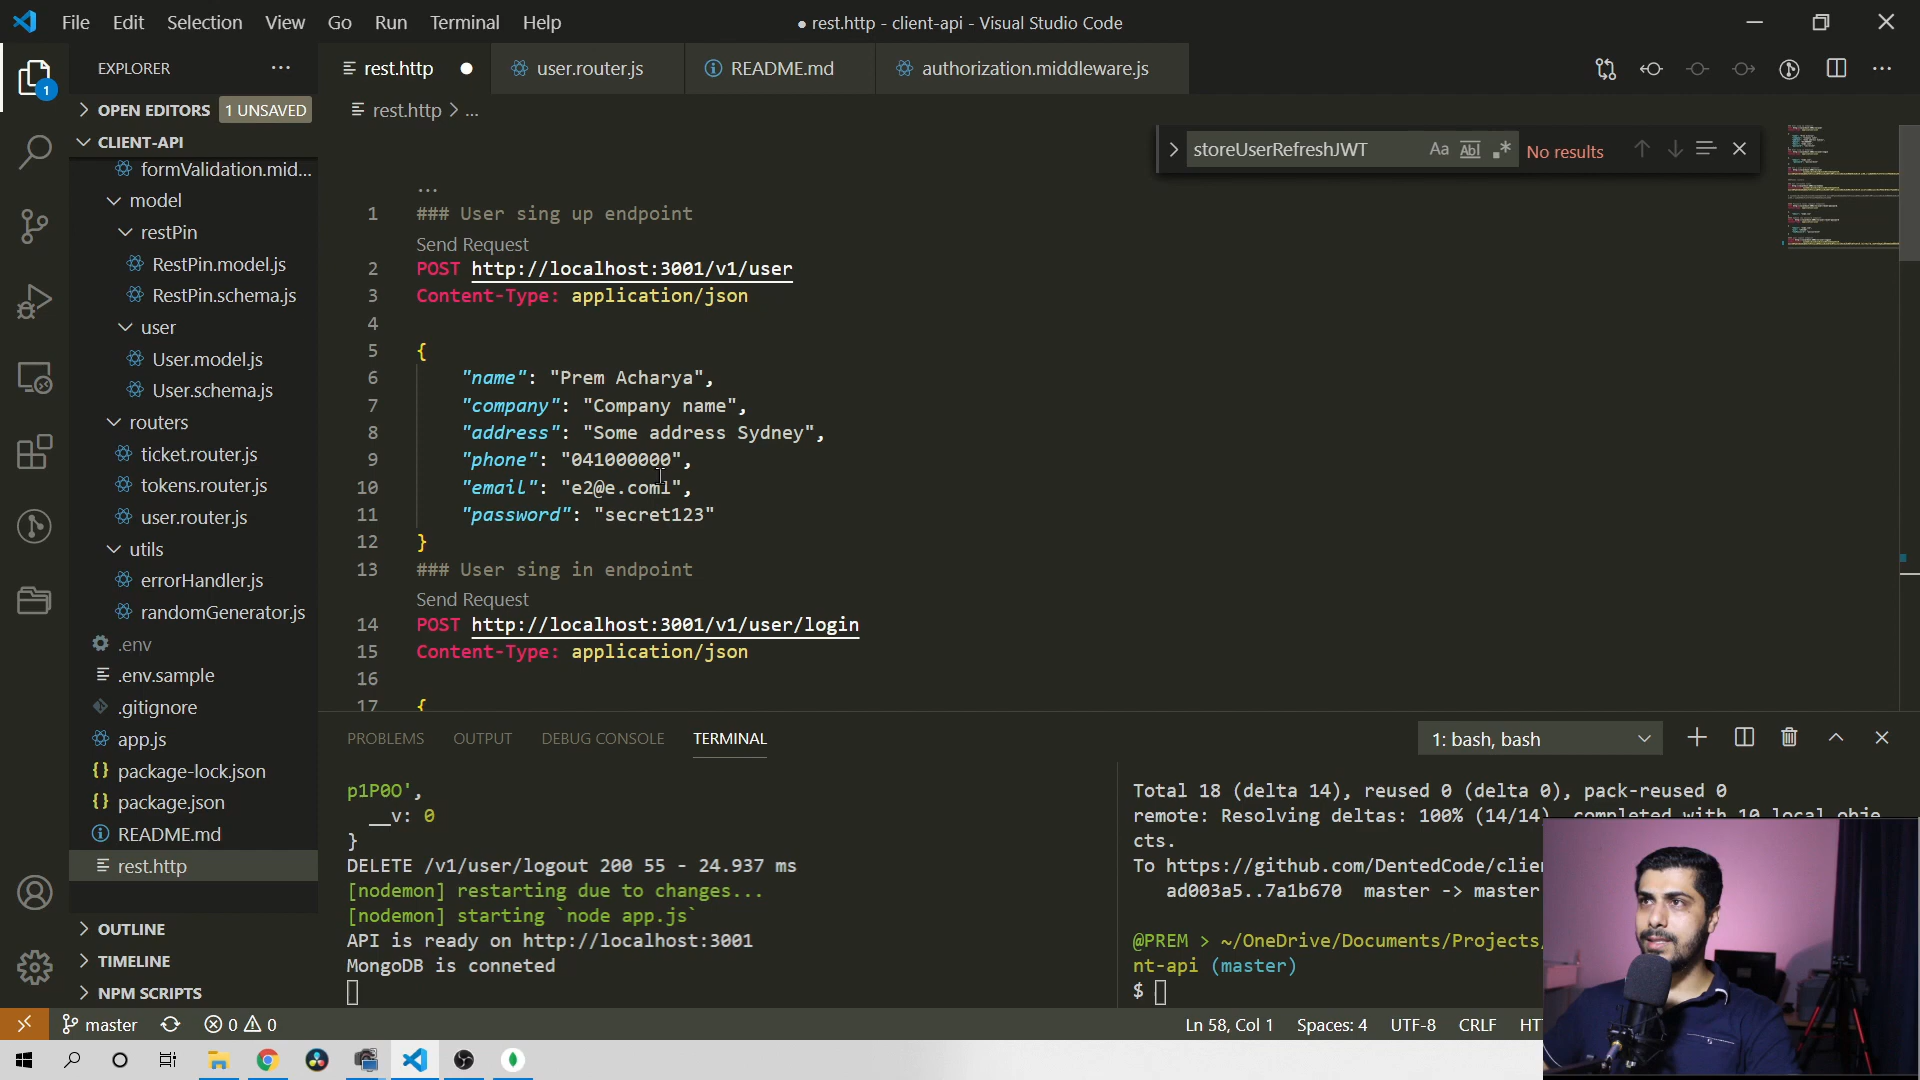 File Edit Selection View Go Run Terminal Help
● rest.http - client-api - Visual Studio Code
EXPLORER ...
rest.http ●
user.router.js
README.md
authorization.middleware.js
1
OPEN EDITORS 1 UNSAVED
CLIENT-API
formValidation.mid...
model
restPin
RestPin.model.js
RestPin.schema.js
user
User.model.js
User.schema.js
routers
ticket.router.js
tokens.router.js
user.router.js
utils
errorHandler.js
randomGenerator.js
.env
.env.sample
.gitignore
app.js
package-lock.json
package.json
README.md
rest.http
OUTLINE
TIMELINE
NPM SCRIPTS
rest.http > ...
storeUserRefreshJWT Aa Abl .* No results
...
1 ### User sing up endpoint
Send Request
2 POST http://localhost:3001/v1/user
3 Content-Type: application/json
4
5 {
6 "name": "Prem Acharya",
7 "company": "Company name",
8 "address": "Some address Sydney",
9 "phone": "041000000",
10 "email": "e2@e.com1",
11 "password": "secret123"
12 }
13 ### User sing in endpoint
Send Request
14 POST http://localhost:3001/v1/user/login
15 Content-Type: application/json
16
17 {
PROBLEMS OUTPUT DEBUG CONSOLE TERMINAL
1: bash, bash
p1P0O',
__v: 0
}
DELETE /v1/user/logout 200 55 - 24.937 ms
[nodemon] restarting due to changes...
[nodemon] starting `node app.js`
API is ready on http://localhost:3001
MongoDB is conneted
Total 18 (delta 14), reused 0 (delta 0), pack-reused 0
remote: Resolving deltas: 100% (14/14), completed with 10 local obje
cts.
To https://github.com/DentedCode/clie
ad003a5..7a1b670 master -> master
@PREM > ~/OneDrive/Documents/Projects/
nt-api (master)
$
master 0 0
Ln 58, Col 1 Spaces: 4 UTF-8 CRLF HT